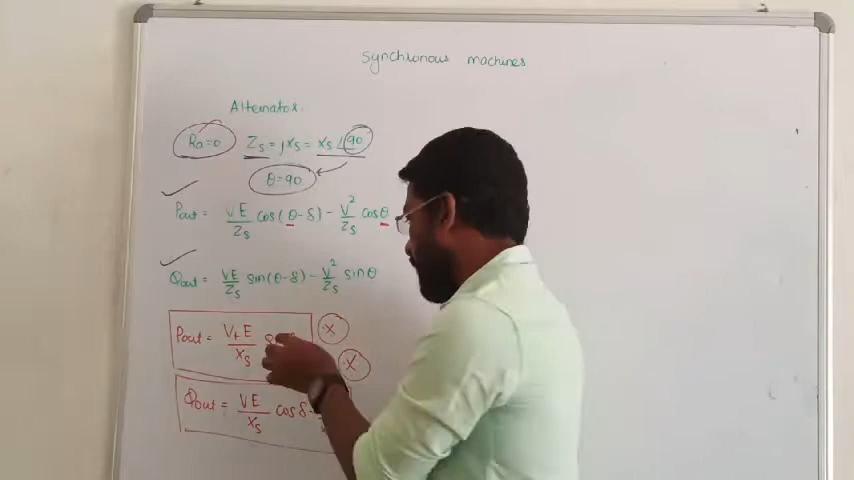 Synchronous machines
Alternator.
Ra=0 Zs = jXs = Xs ∠90
θ=90
Pout = VE/Zs cos(θ-δ) - V²/Zs cosθ
Qout = VE/Zs sin(θ-δ) - V²/Zs sinθ
Pout = VtE/Xs
Qout = VE/Xs cosδ -